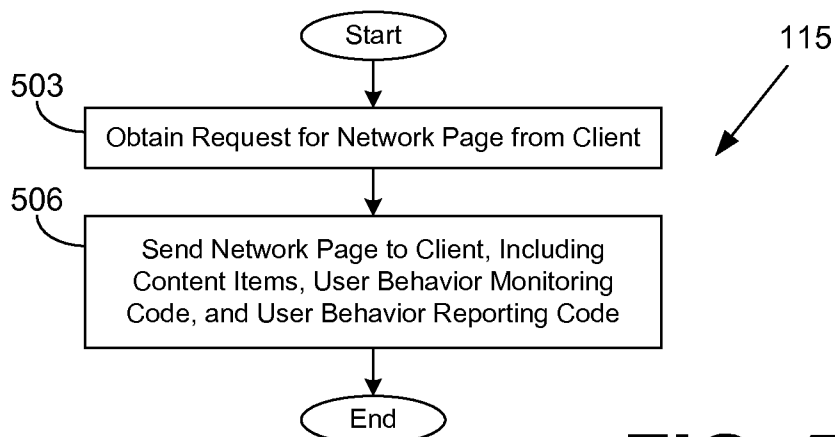 Start
115
503
Obtain Request for Network Page from Client
506
Send Network Page to Client, Including
Content Items, User Behavior Monitoring
Code, and User Behavior Reporting Code
End